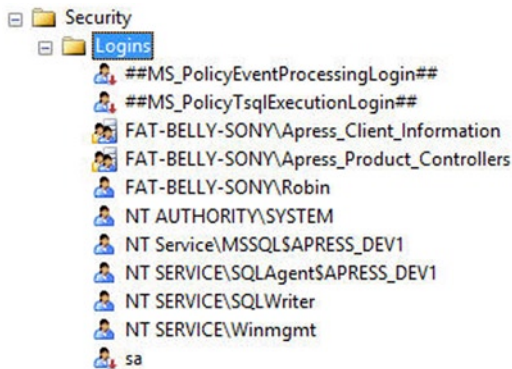 Security
Logins
##MS_PolicyEventProcessingLogin##
##MS_PolicyTsqlExecutionLogin##
FAT-BELLY-SONY\Apress_Client_Information
FAT-BELLY-SONY\Apress_Product_Controllers
FAT-BELLY-SONY\Robin
NT AUTHORITY\SYSTEM
NT Service\MSSQL$APRESS_DEV1
NT SERVICE\SQLAgent$APRESS_DEV1
NT SERVICE\SQLWriter
NT SERVICE\Winmgmt
sa